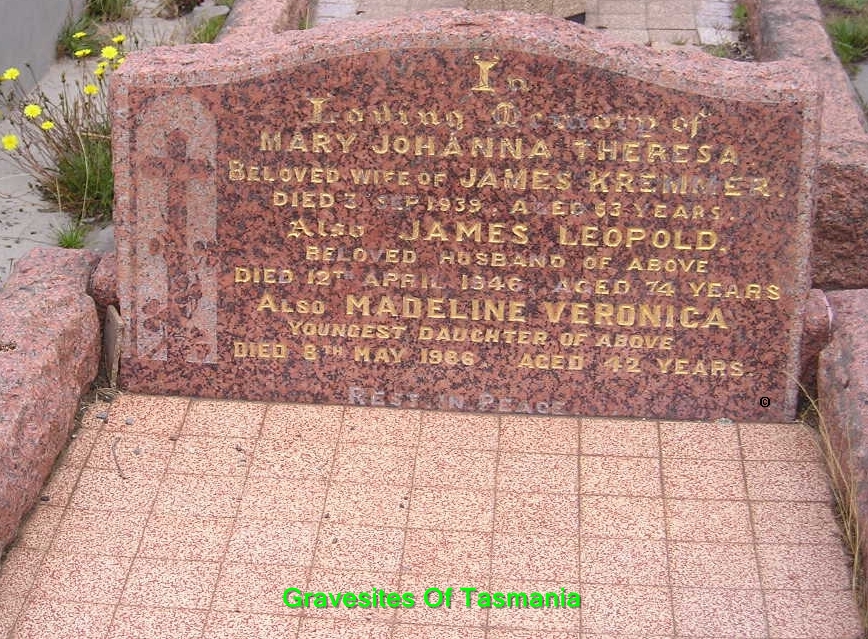 In
Loving Memory of
MARY JOHANNA THERESA
BELOVED WIFE OF JAMES KREMMER.
DIED 3 SEP 1939. AGED 63 YEARS.
Also JAMES LEOPOLD.
BELOVED HUSBAND OF ABOVE
DIED 12TH APRIL 1946 AGED 74 YEARS
ALSO MADELINE VERONICA
YOUNGEST DAUGHTER OF ABOVE
DIED 8TH MAY 1966. AGED 42 YEARS.
REST IN PEACE
©
Gravesites Of Tasmania